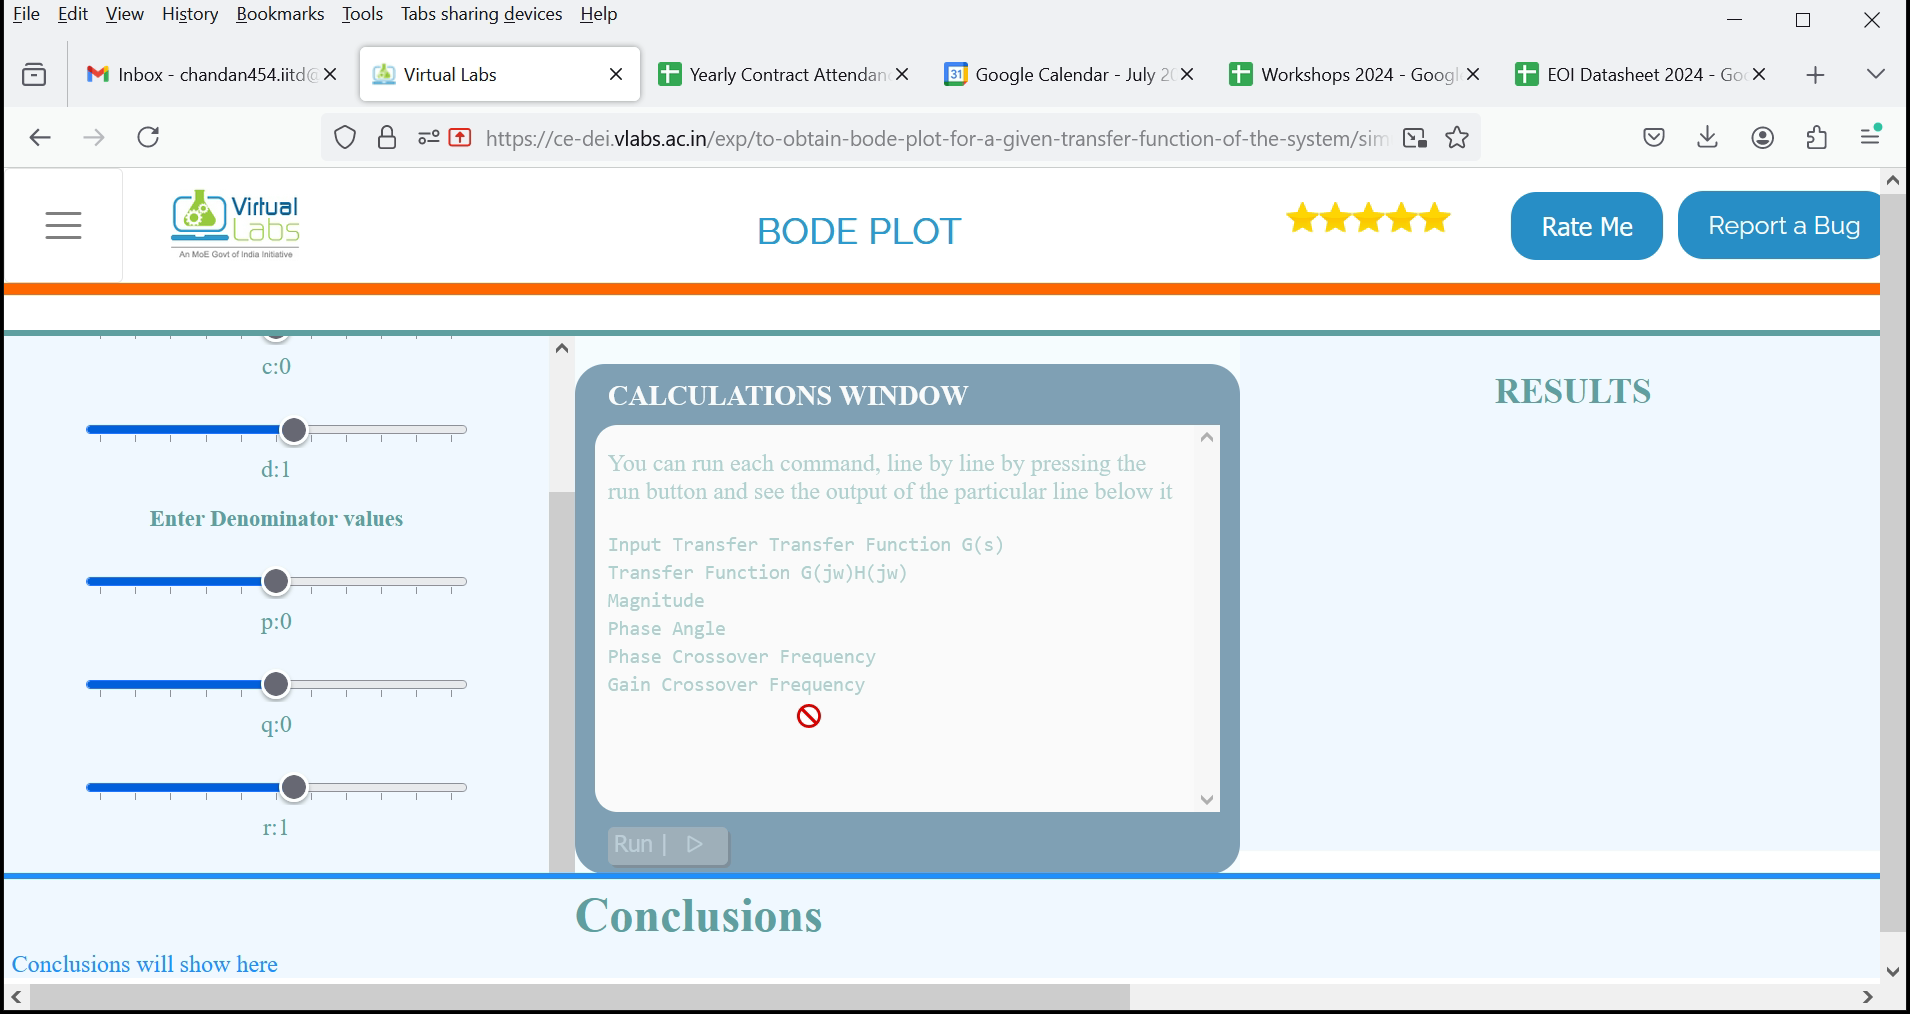 File Edit View History Bookmarks Tools Tabs sharing devices Help
Inbox - chandan454.iitd@
Virtual Labs
Yearly Contract Attendan
Google Calendar - July 20
Workshops 2024 - Googl
EOI Datasheet 2024 - Goo
https://ce-dei.vlabs.ac.in/exp/to-obtain-bode-plot-for-a-given-transfer-function-of-the-system/sim
Virtual
Labs
An MoE Govt of India Initiative
BODE PLOT
Rate Me
Report a Bug
c:0
d:1
Enter Denominator values
p:0
q:0
r:1
CALCULATIONS WINDOW
You can run each command, line by line by pressing the
run button and see the output of the particular line below it
Input Transfer Transfer Function G(s)
Transfer Function G(jw)H(jw)
Magnitude
Phase Angle
Phase Crossover Frequency
Gain Crossover Frequency
Run |
RESULTS
Conclusions
Conclusions will show here